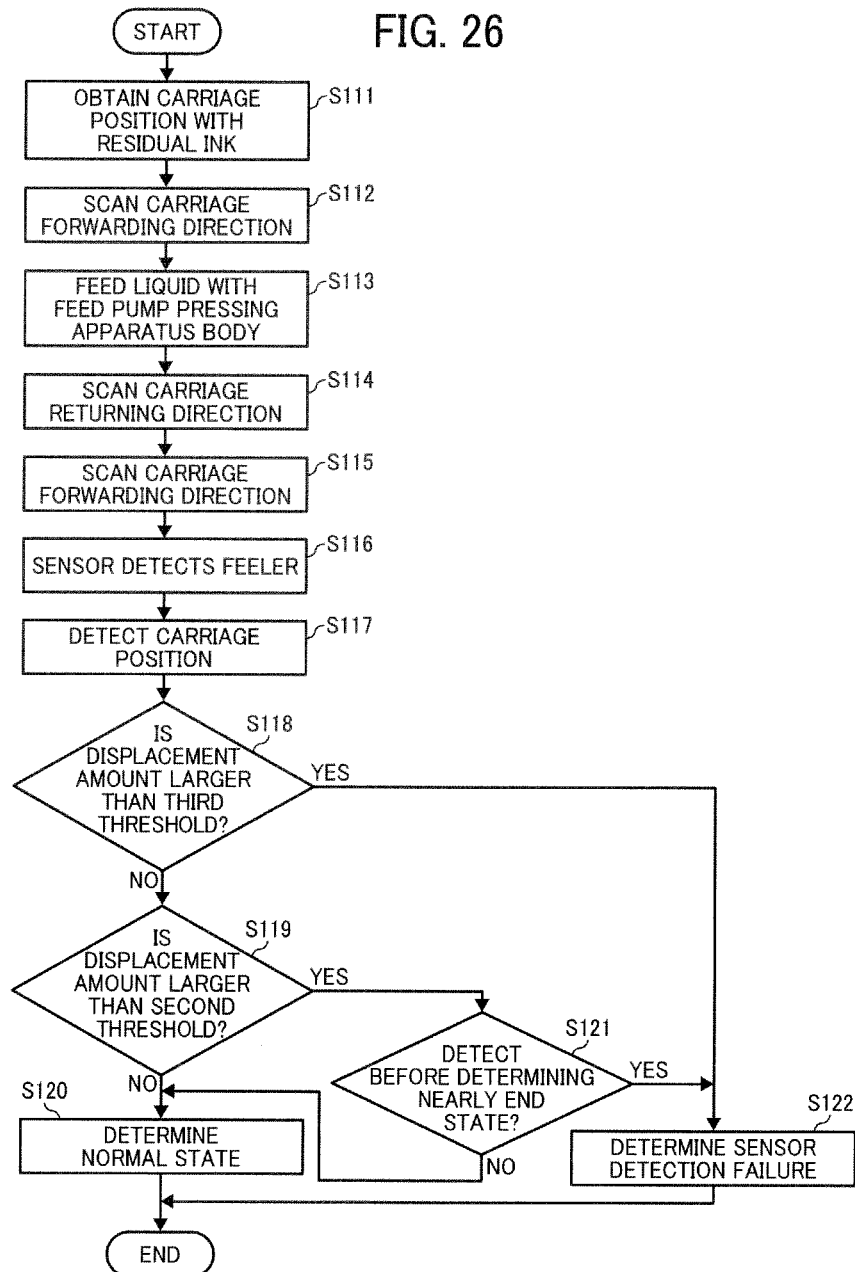 FIG. 26
START
OBTAIN CARRIAGE
POSITION WITH
RESIDUAL INK
S111
SCAN CARRIAGE
FORWARDING DIRECTION
S112
FEED LIQUID WITH
FEED PUMP PRESSING
APPARATUS BODY
S113
SCAN CARRIAGE
RETURNING DIRECTION
S114
SCAN CARRIAGE
FORWARDING DIRECTION
S115
SENSOR DETECTS FEELER
S116
DETECT CARRIAGE
POSITION
S117
IS
DISPLACEMENT
AMOUNT LARGER
THAN THIRD
THRESHOLD?
S118
YES
NO
IS
DISPLACEMENT
AMOUNT LARGER
THAN SECOND
THRESHOLD?
S119
YES
NO
DETECT
BEFORE DETERMINING
NEARLY END
STATE?
S121
YES
NO
S120
DETERMINE
NORMAL STATE
S122
DETERMINE SENSOR
DETECTION FAILURE
END